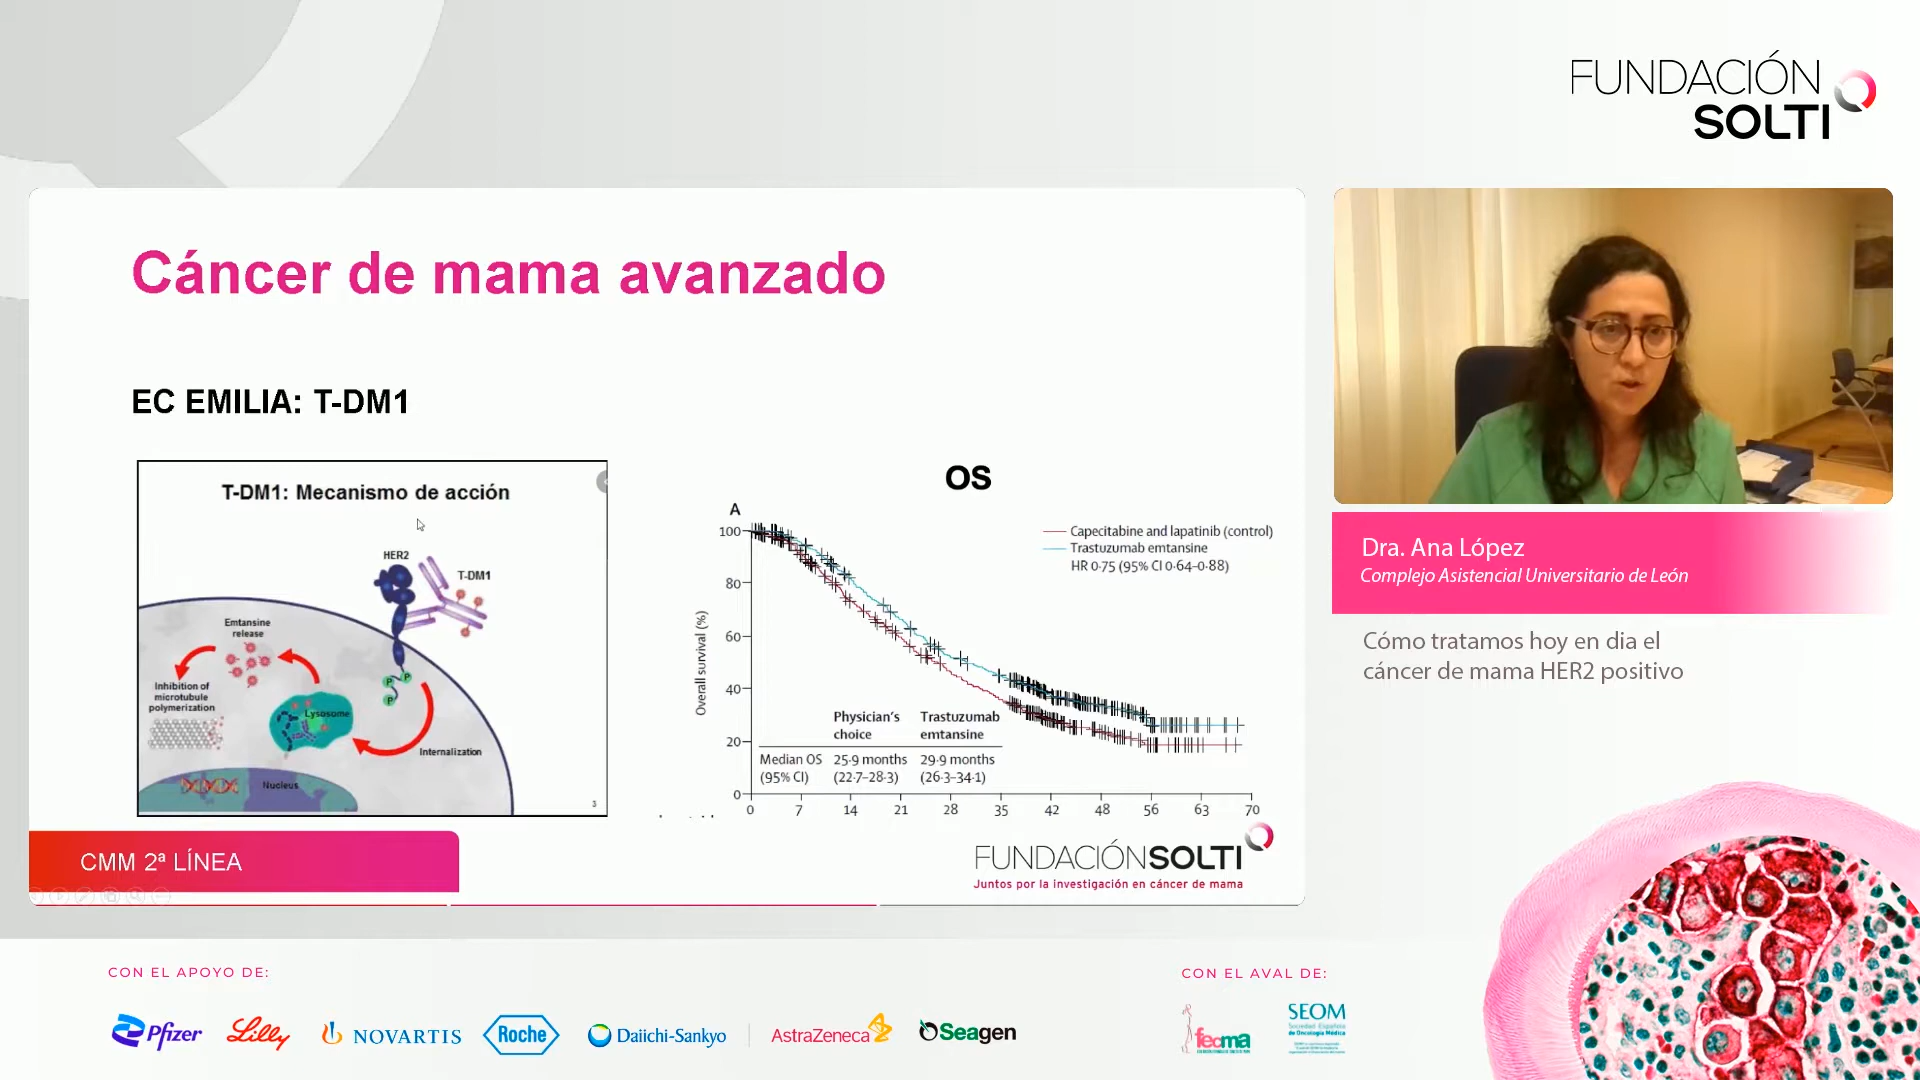 FUNDACIÓN
SOLTI
Cáncer de mama avanzado
EC EMILIA: T-DM1
T-DM1: Mecanismo de acción
HER2
T-DM1
Emtansine
release
Inhibition of
microtubule
polymerization
Lysosome
P
P
P
Internalization
Nucleus
3
OS
A
100
80
60
40
20
0
Overall survival (%)
Capecitabine and lapatinib (control)
Trastuzumab emtansine
HR 0·75 (95% CI 0·64–0·88)
Physician's choice
Trastuzumab emtansine
Median OS 25·9 months 29·9 months
(95% CI) (22·7–28·3) (26·3–34·1)
0 7 14 21 28 35 42 48 56 63 70
CMM 2ª LÍNEA
FUNDACIÓNSOLTI
Juntos por la investigación en cáncer de mama
Dra. Ana López
Complejo Asistencial Universitario de León
Cómo tratamos hoy en dia el
cáncer de mama HER2 positivo
CON EL APOYO DE:
Pfizer Lilly NOVARTIS Roche Daiichi-Sankyo AstraZeneca Seagen
CON EL AVAL DE:
fecma
SEOM
Sociedad Española
de Oncología Médica